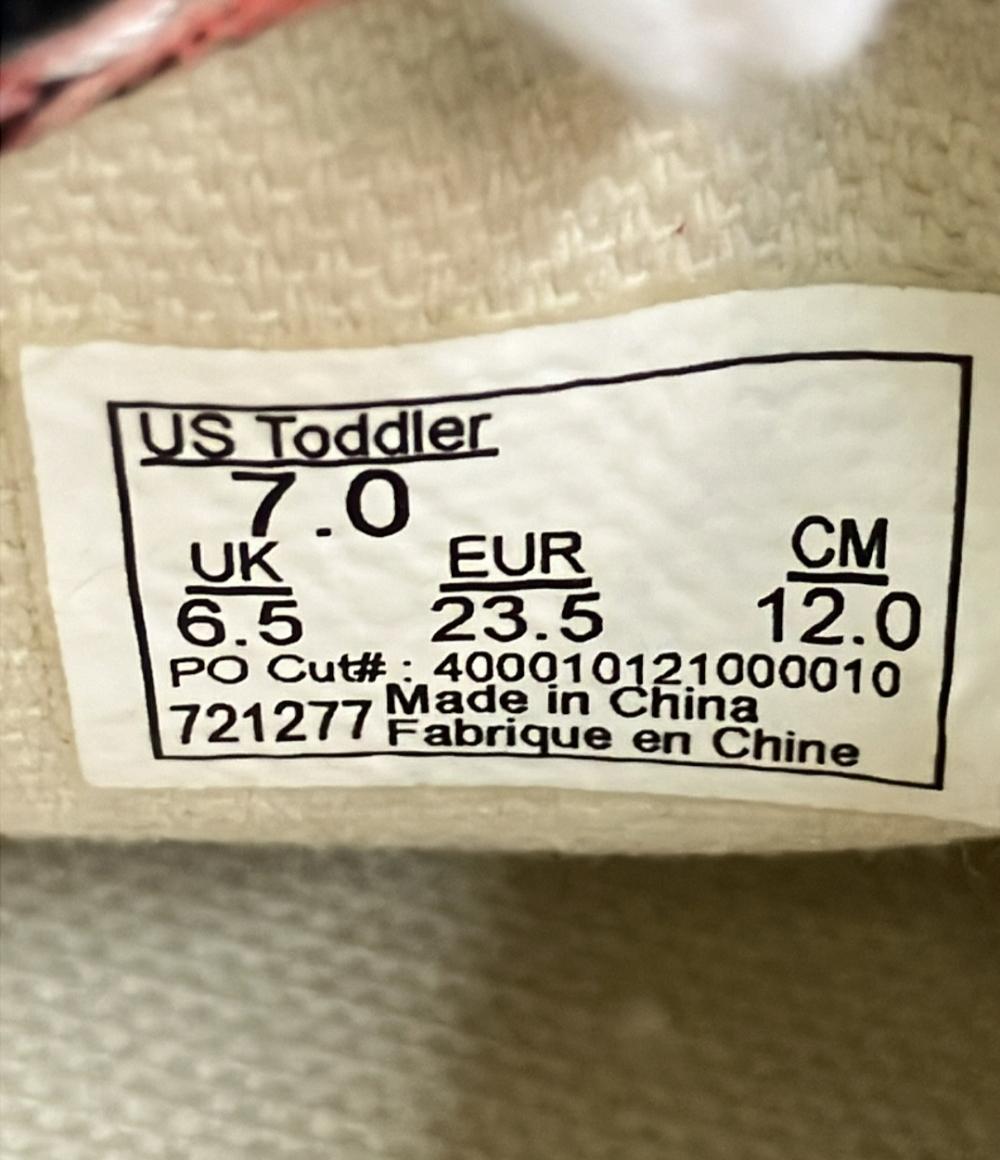 US Toddler
7.0
UK EUR CM
6.5 23.5 12.0
PO Cut# : 400010121000010
721277 Made in China
Fabrique en Chine